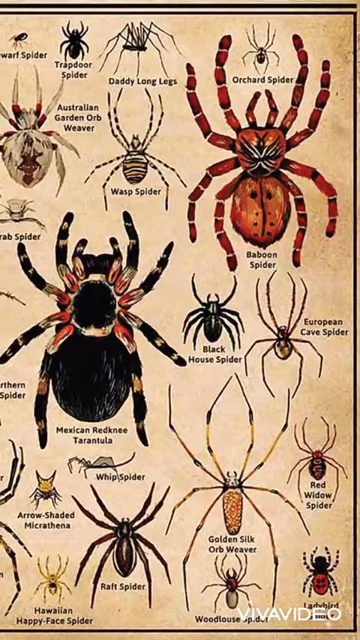 warf Spider
Trapdoor
Spider
Daddy Long Legs
Orchard Spider
Australian
Garden Orb
Weaver
Wasp Spider
rab Spider
Baboon
Spider
European
Cave Spider
Black
House Spider
rthern
Spider
Mexican Redknee
Tarantula
Whip Spider
Red
Widow
Spider
Arrow-Shaded
Micrathena
Golden Silk
Orb Weaver
Raft Spider
Hawaiian
Happy-Face Spider
Woodlouse Spider
Ladybird
VIVAVIDEO